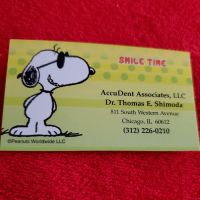 SMILE TIME
AccuDent Associates, LLC
Dr. Thomas E. Shimoda
811 South Western Avenue
Chicago, IL 60612
(312) 226-0210
©Peanuts Worldwide LLC